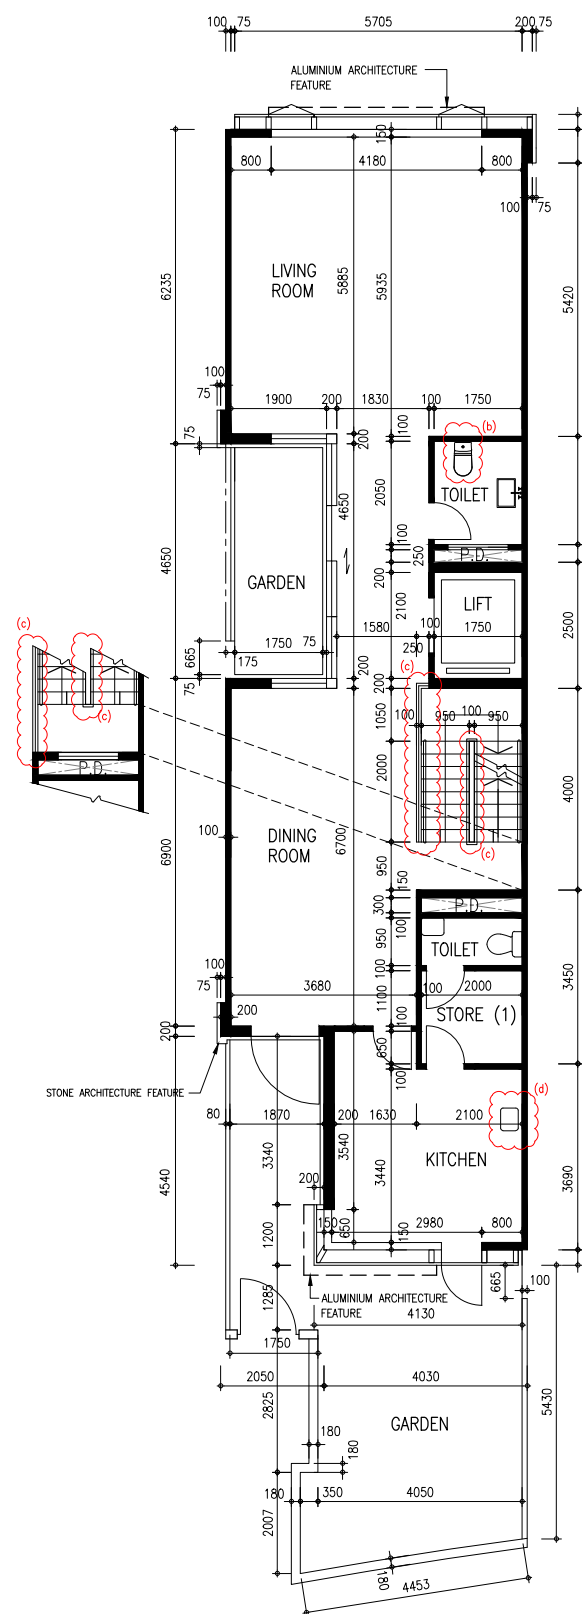 100 75 5705 200 75
ALUMINIUM ARCHITECTURE
FEATURE
150
800 4180 800
100 75
6235
LIVING
ROOM
5885
5935
5420
100
75
1900 200 1830 100 1750
75
200
100
(b)
2050
TOILET
4650
4650
100
250
P.D.
GARDEN
200
2100
LIFT
2500
(c)
665
1750 75
175
1580 100 1750
250
75
200
200
(c)
(c)
1050
100 950 100 950
P.D.
2000
4000
100
DINING
ROOM
6700
6900
(c)
950
150
300
P.D.
100
950
TOILET
3450
100
75
3680
100
100 2000
1100
200
STORE (1)
200
100
650
STONE ARCHITECTURE FEATURE
100
(d)
80 1870 200 1630 2100
3340
3540
3440
KITCHEN
3690
4540
200
1200
150 650 150 2980 800
665
100
ALUMINIUM ARCHITECTURE
FEATURE
1285
4130
1750
2050 4030
2825
GARDEN
5430
180
180
180 350 4050
2007
180
4453